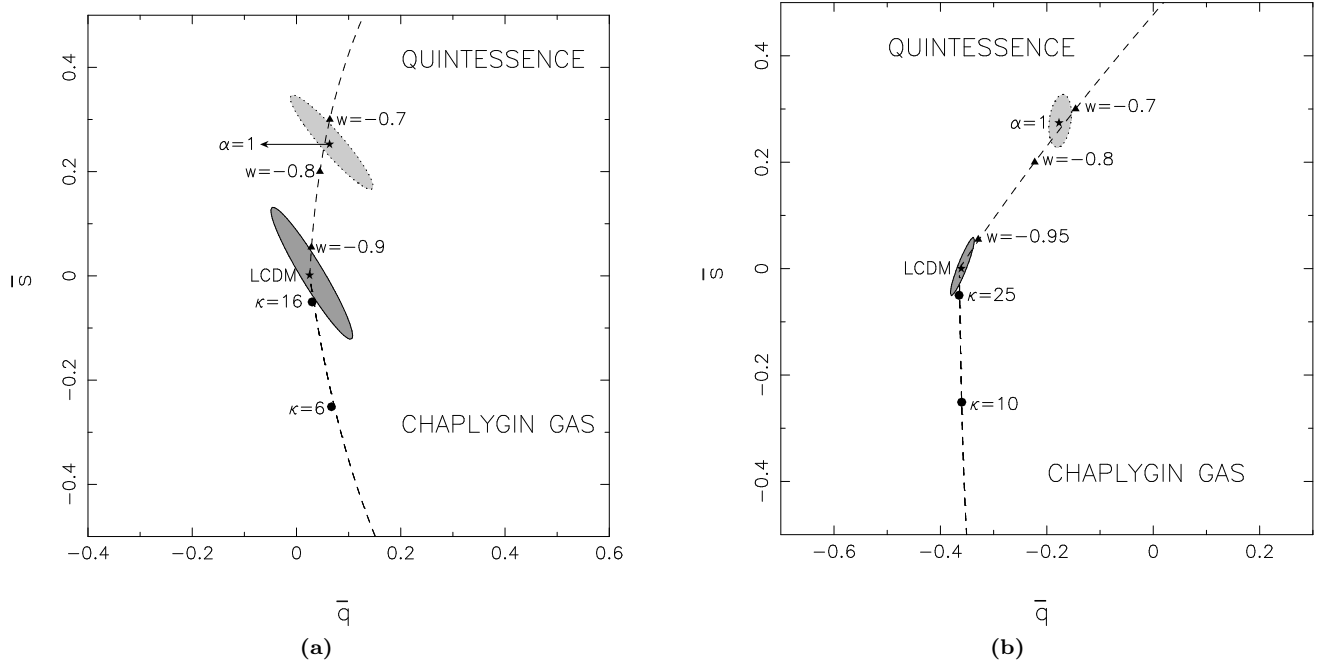 QUINTESSENCE
w=−0.7
α=1
w=−0.8
w=−0.9
LCDM
κ=16
κ=6
CHAPLYGIN GAS
0.4
0.2
0
−0.2
−0.4
s̅
−0.4
−0.2
0
0.2
0.4
0.6
q̅
(a)
QUINTESSENCE
w=−0.7
α=1
w=−0.8
w=−0.95
LCDM
κ=25
κ=10
CHAPLYGIN GAS
0.4
0.2
0
−0.2
−0.4
s̅
−0.6
−0.4
−0.2
0
0.2
q̅
(b)